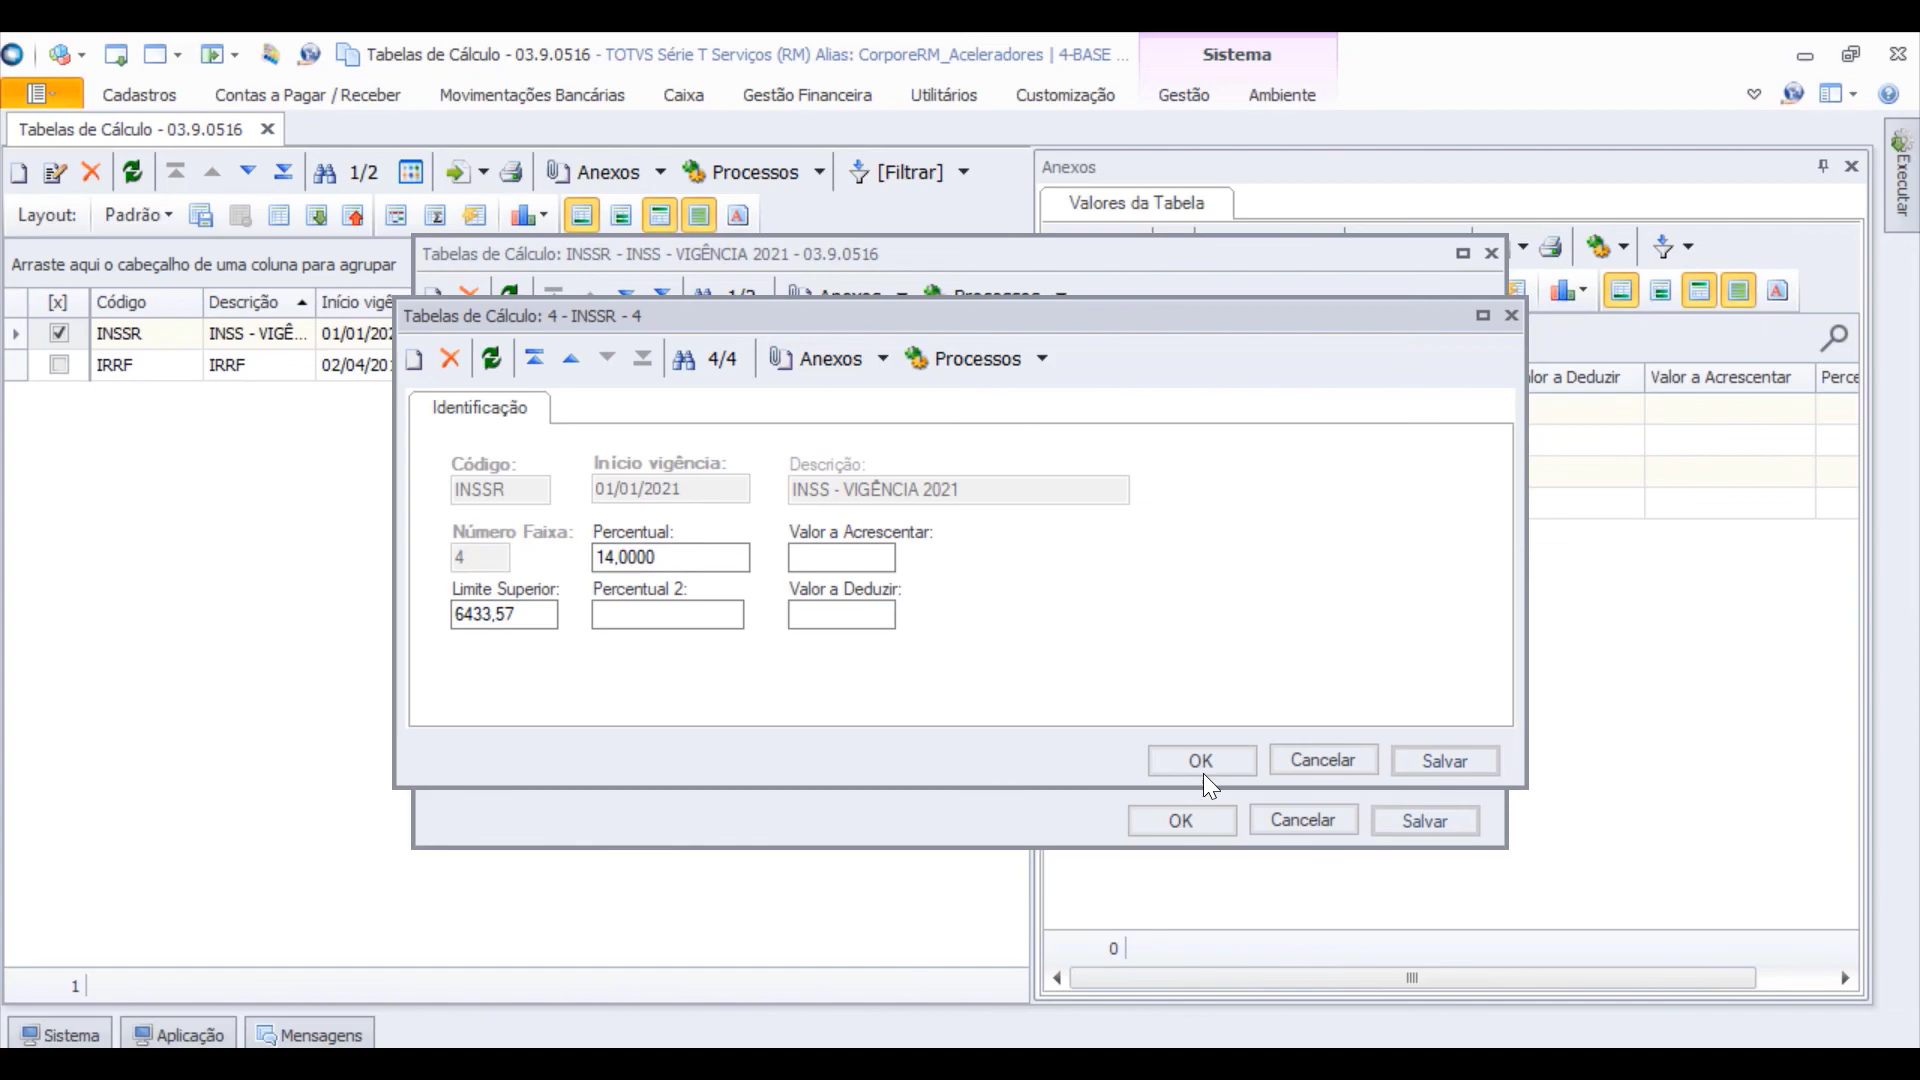 Tabelas de Cálculo - 03.9.0516 - TOTVS Série T Serviços (RM) Alias: CorporeRM_Aceleradores | 4-BASE ...
Sistema
Cadastros
Contas a Pagar / Receber
Movimentações Bancárias
Caixa
Gestão Financeira
Utilitários
Customização
Gestão
Ambiente
Tabelas de Cálculo - 03.9.0516
Executar
1/2
Anexos
Processos
[Filtrar]
Anexos
Layout:
Padrão
Valores da Tabela
Arraste aqui o cabeçalho de uma coluna para agrupar
Tabelas de Cálculo: INSSR - INSS - VIGÊNCIA 2021 - 03.9.0516
[x]
Código
Descrição
Início vigê
INSSR
INSS - VIGÊ...
01/01/202
IRRF
IRRF
02/04/201
1/2
Anexos
Processos
Tabelas de Cálculo: 4 - INSSR - 4
4/4
Anexos
Processos
lor a Deduzir
Valor a Acrescentar
Perce
Identificação
Código:
Início vigência:
Descrição:
INSSR
01/01/2021
INSS - VIGÊNCIA 2021
Número Faixa:
Percentual:
Valor a Acrescentar:
4
14,0000
Limite Superior:
Percentual 2:
Valor a Deduzir:
6433,57
OK
Cancelar
Salvar
OK
Cancelar
Salvar
0
1
Sistema
Aplicação
Mensagens